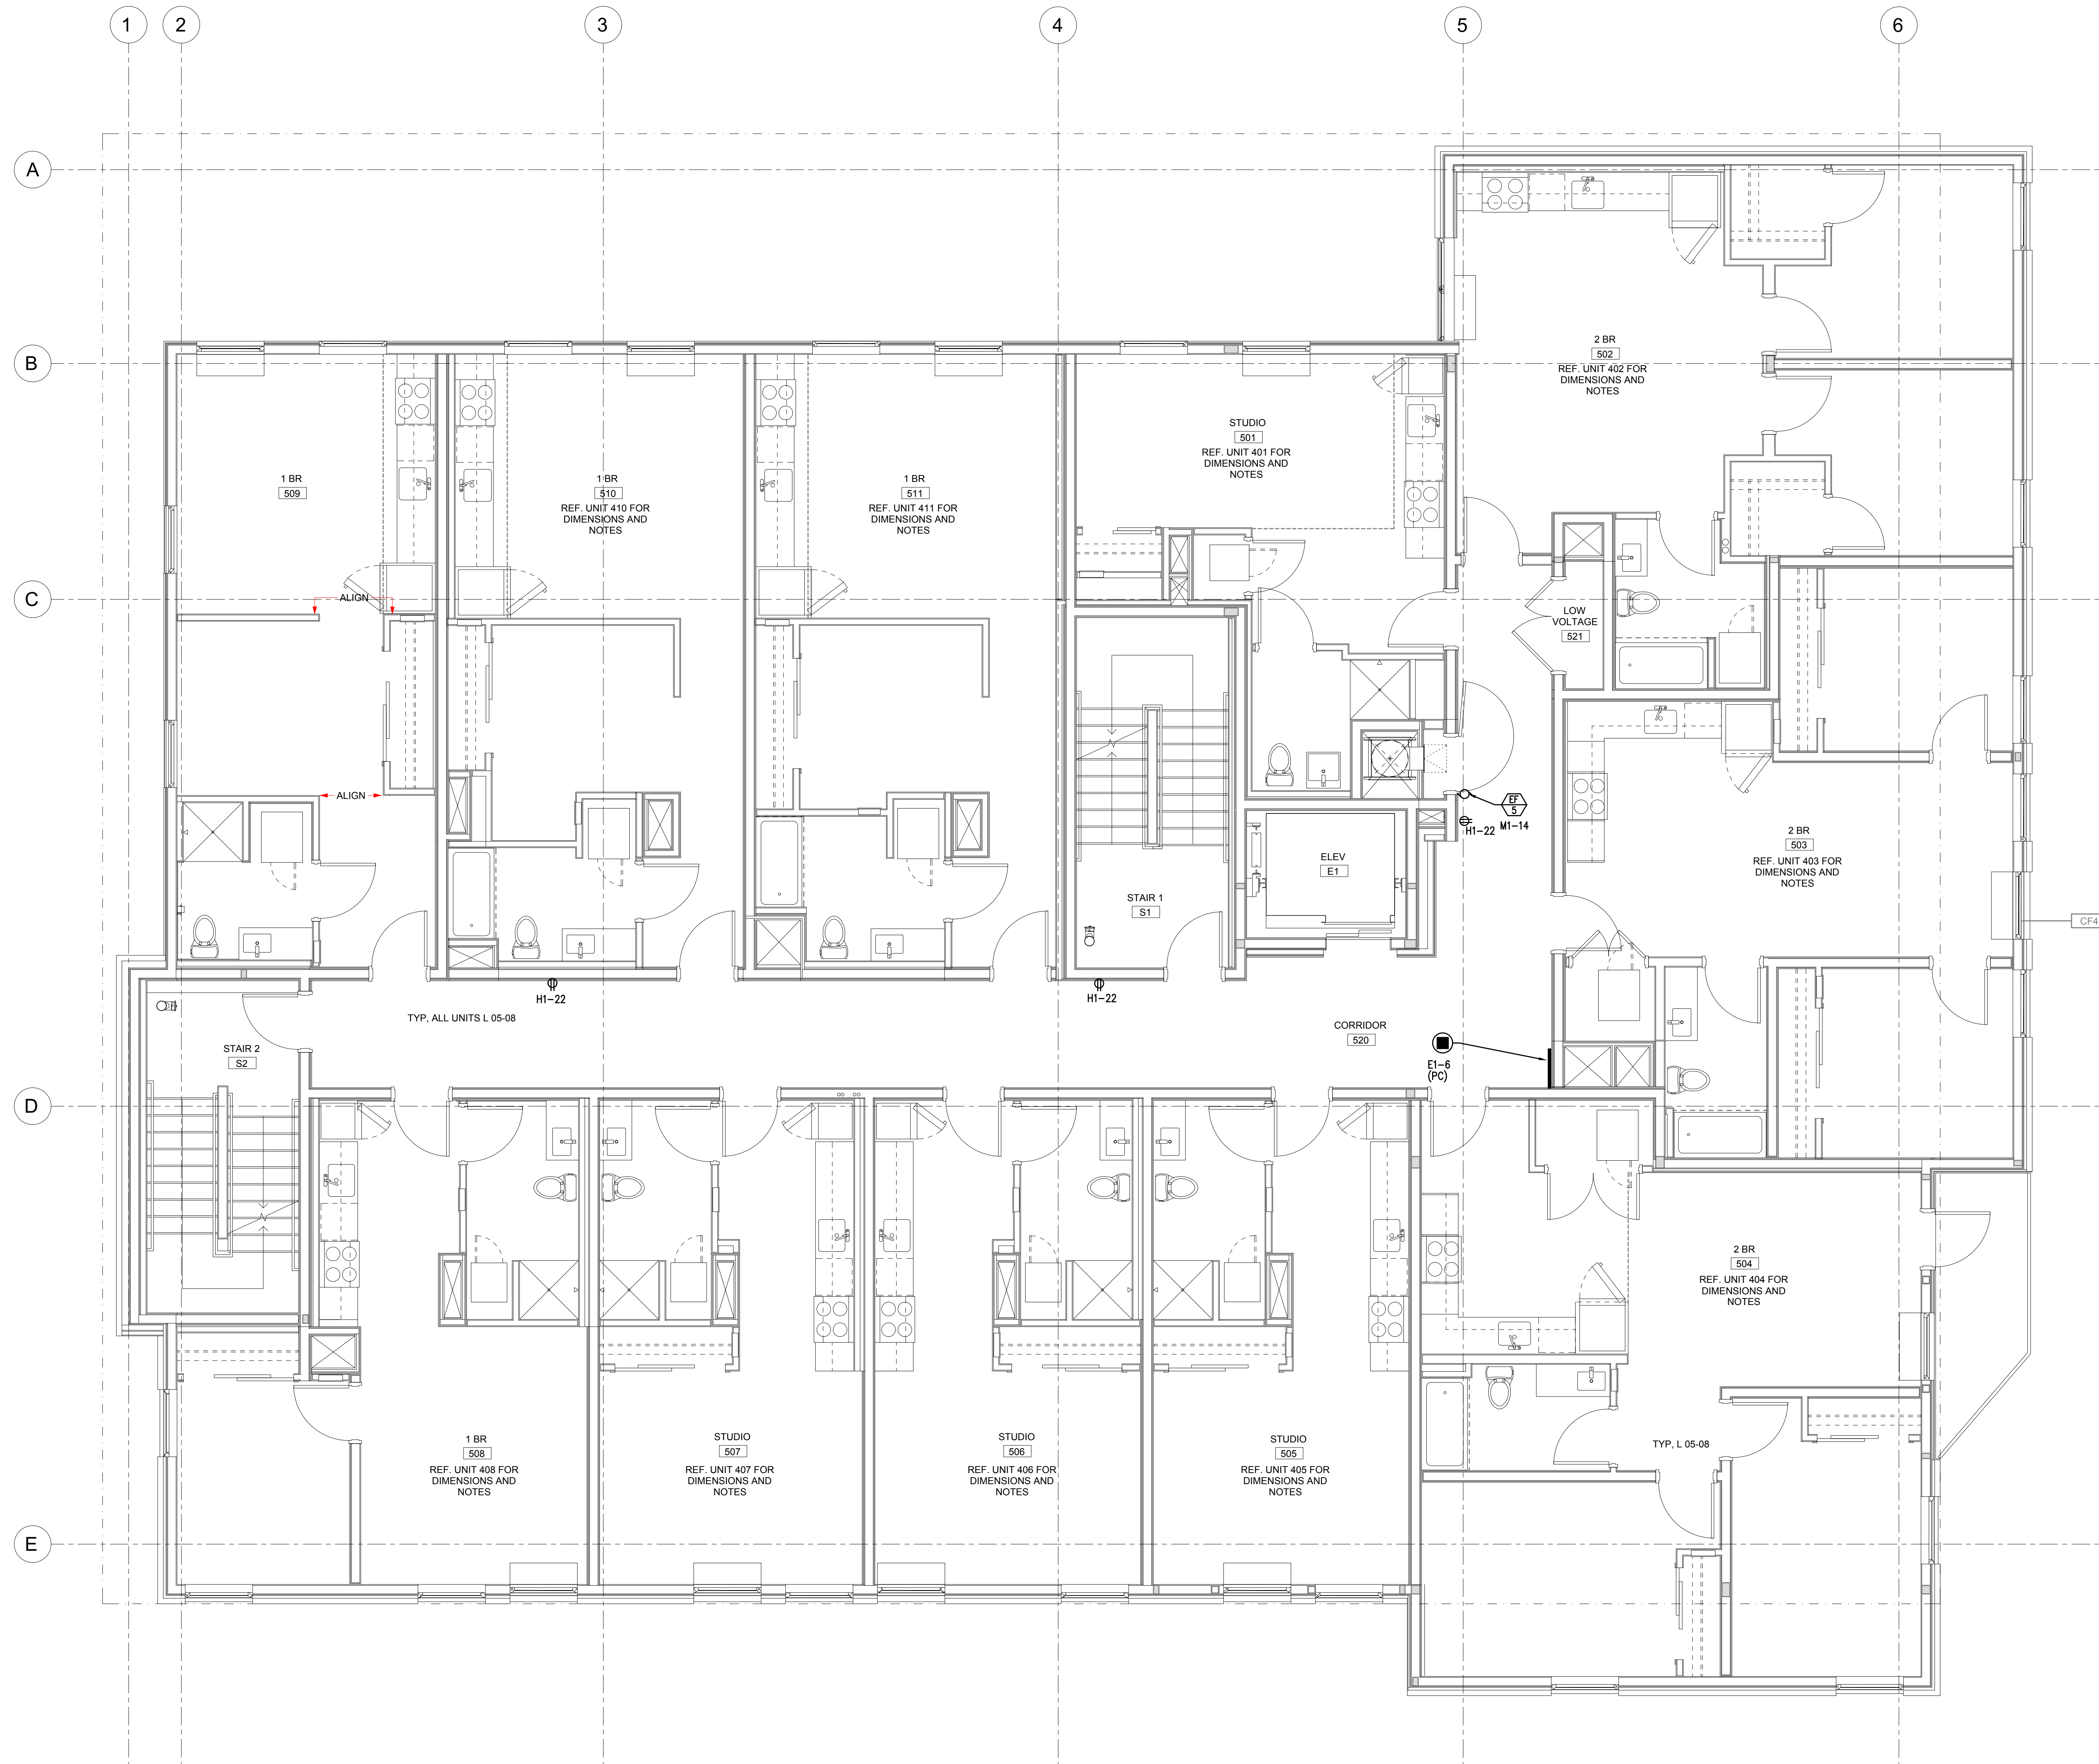 1
2
3
4
5
6
A
B
C
D
E
2 BR
502
REF. UNIT 402 FOR
DIMENSIONS AND
NOTES
STUDIO
501
REF. UNIT 401 FOR
DIMENSIONS AND
NOTES
1 BR
509
1 BR
510
REF. UNIT 410 FOR
DIMENSIONS AND
NOTES
1 BR
511
REF. UNIT 411 FOR
DIMENSIONS AND
NOTES
ALIGN
ALIGN
LOW
VOLTAGE
521
EF
5
M1-14
H1-22
2 BR
503
REF. UNIT 403 FOR
DIMENSIONS AND
NOTES
ELEV
E1
STAIR 1
S1
CF4
H1-22
H1-22
TYP, ALL UNITS L 05-08
CORRIDOR
520
STAIR 2
S2
E1-6
(PC)
2 BR
504
REF. UNIT 404 FOR
DIMENSIONS AND
NOTES
1 BR
508
REF. UNIT 408 FOR
DIMENSIONS AND
NOTES
STUDIO
507
REF. UNIT 407 FOR
DIMENSIONS AND
NOTES
STUDIO
506
REF. UNIT 406 FOR
DIMENSIONS AND
NOTES
STUDIO
505
REF. UNIT 405 FOR
DIMENSIONS AND
NOTES
TYP, L 05-08